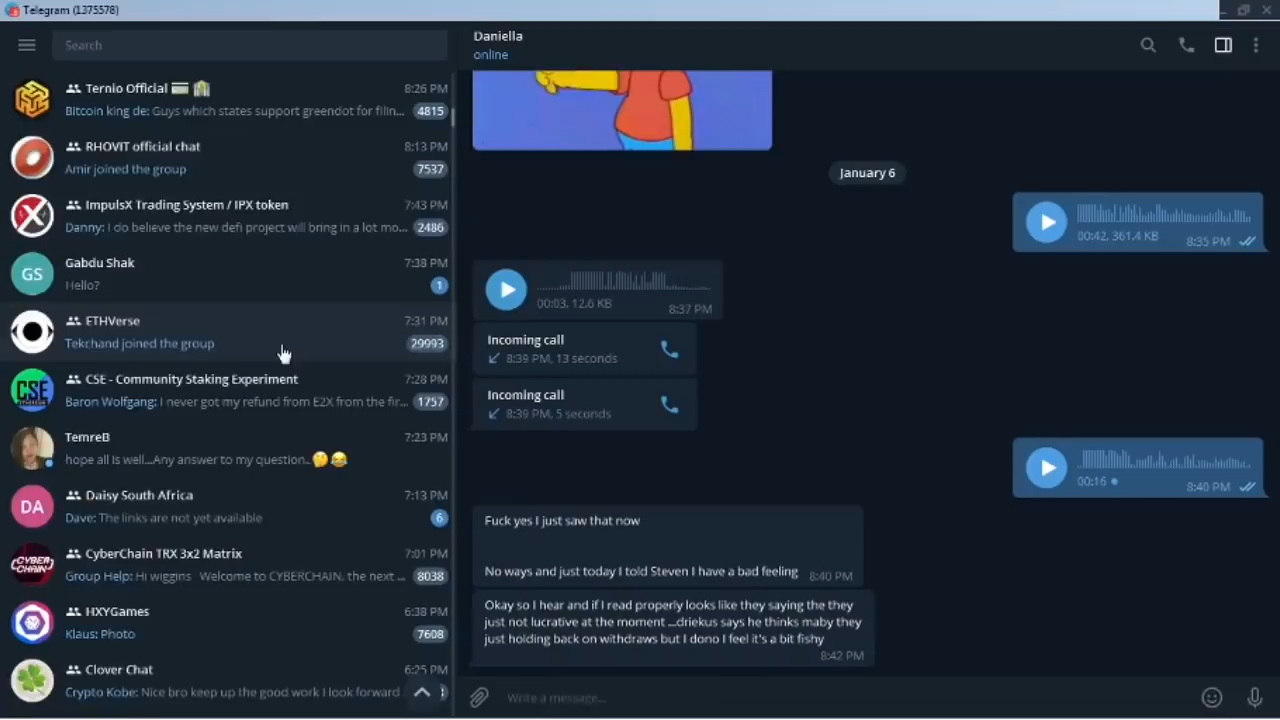 Telegram (1375578)
Search
Ternio Official
8:26 PM
Bitcoin king de: Guys which states support greendot for filin...
4815
RHOVIT official chat
8:13 PM
Amir joined the group
7537
ImpulsX Trading System / IPX token
7:43 PM
Danny: I do believe the new defi project will bring in a lot mo...
2486
GS
Gabdu Shak
7:38 PM
Hello?
1
ETHVerse
7:31 PM
Tekchand joined the group
29993
CSE
CSE - Community Staking Experiment
7:28 PM
Baron Wolfgang: I never got my refund from E2X from the fir...
1757
TemreB
7:23 PM
hope all is well...Any answer to my question..🤔😂
DA
Daisy South Africa
7:13 PM
Dave: The links are not yet available
6
CYBER CHAIN
CyberChain TRX 3x2 Matrix
7:01 PM
Group Help: Hi wiggins Welcome to CYBERCHAIN, the next ...
8038
HXYGames
6:38 PM
Klaus: Photo
7608
Clover Chat
6:25 PM
Crypto Kobe: Nice bro keep up the good work I look forward
Daniella
online
January 6
00:42, 361.4 KB
8:35 PM
00:03, 12.6 KB
8:37 PM
Incoming call
8:39 PM, 13 seconds
Incoming call
8:39 PM, 5 seconds
00:16
8:40 PM
Fuck yes I just saw that now
No ways and just today I told Steven I have a bad feeling
8:40 PM
Okay so I hear and if I read properly looks like they saying the they
just not lucrative at the moment ...driekus says he thinks maby they
just holding back on withdraws but I dono I feel it's a bit fishy
8:42 PM
Write a message...